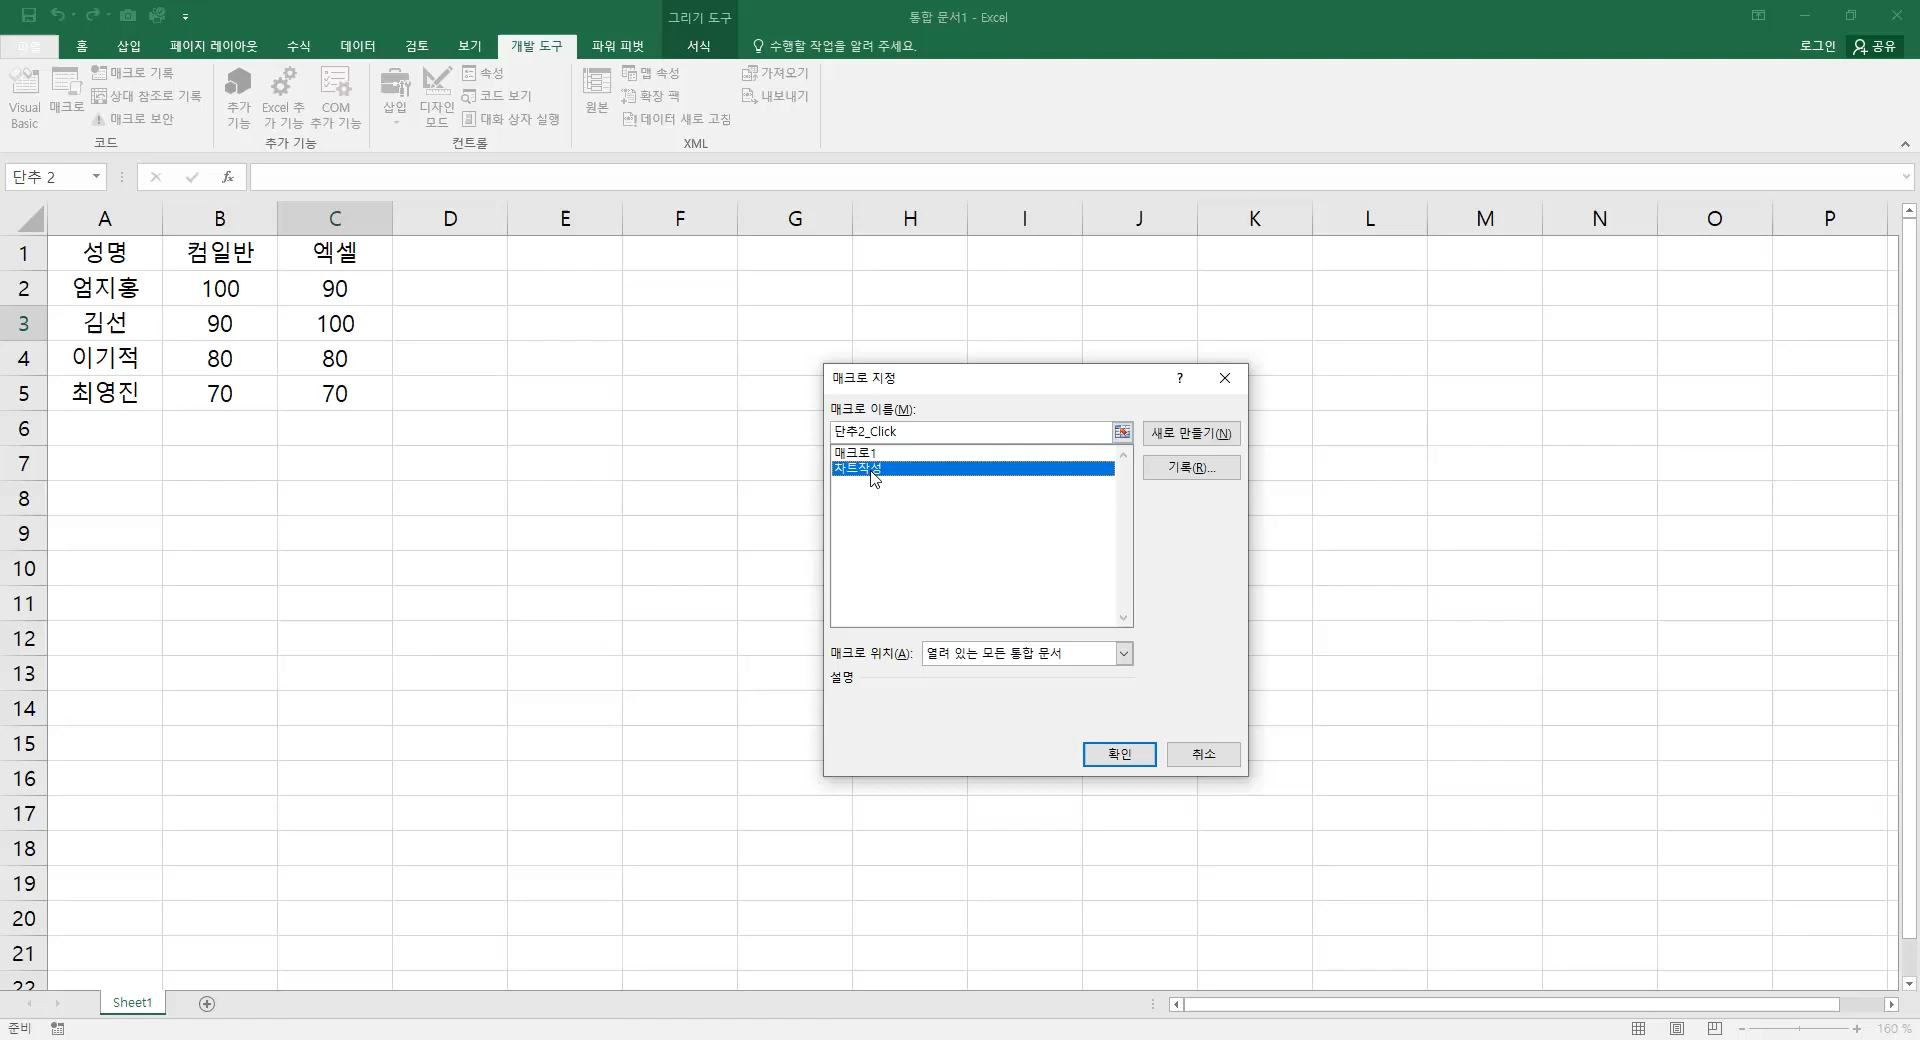 그리기 도구
통합 문서1 - Excel
파일 홈 삽입 페이지 레이아웃 수식 데이터 검토 보기 개발 도구 파워 피벗 서식 수행할 작업을 알려 주세요. 로그인 공유
Visual Basic
매크로
매크로 기록
상대 참조로 기록
매크로 보안
코드
추가 기능
Excel 추가 기능
COM 추가 기능
추가 기능
삽입
디자인 모드
속성
코드 보기
대화 상자 실행
컨트롤
원본
맵 속성
확장 팩
데이터 새로 고침
가져오기
내보내기
XML
단추 2
fx
A B C D E F G H I J K L M N O P
1 성명 컴일반 엑셀
2 엄지홍 100 90
3 김선 90 100
4 이기적 80 80
5 최영진 70 70
6
7
8
9
10
11
12
13
14
15
16
17
18
19
20
21
22
매크로 지정 ?
매크로 이름(M):
단추2_Click
새로 만들기(N)
매크로1
차트작성
기록(R)...
매크로 위치(A): 열려 있는 모든 통합 문서
설명
확인 취소
Sheet1
준비
160 %